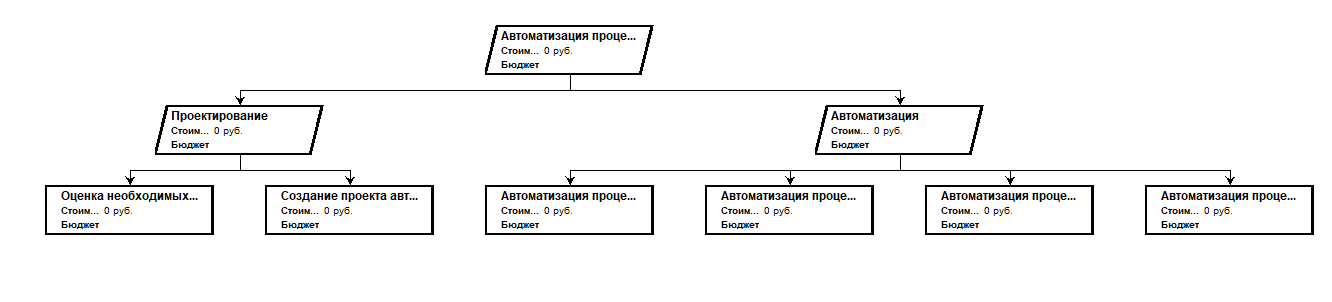 Автоматизация проце...
Стоим... 0 руб.
Бюджет
Проектирование
Стоим... 0 руб.
Бюджет
Автоматизация
Стоим... 0 руб.
Бюджет
Оценка необходимых...
Стоим... 0 руб.
Бюджет
Создание проекта авт...
Стоим... 0 руб.
Бюджет
Автоматизация проце...
Стоим... 0 руб.
Бюджет
Автоматизация проце...
Стоим... 0 руб.
Бюджет
Автоматизация проце...
Стоим... 0 руб.
Бюджет
Автоматизация проце...
Стоим... 0 руб.
Бюджет